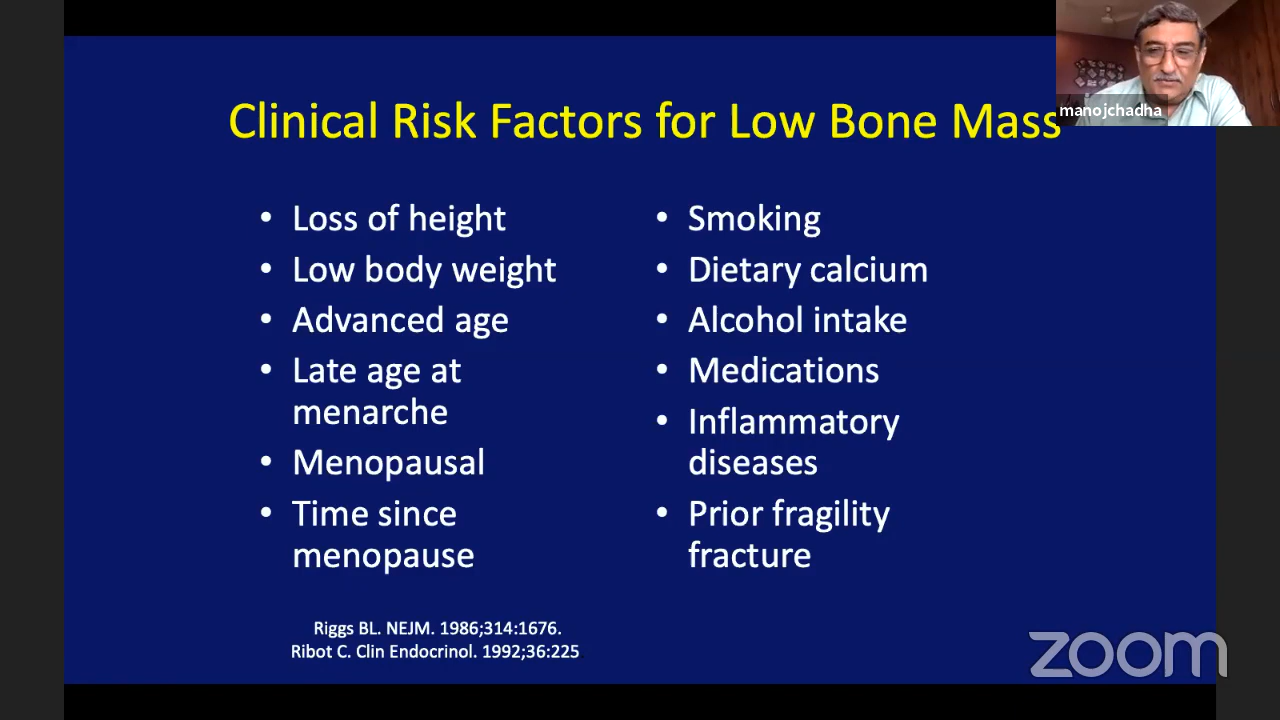 Clinical Risk Factors for Low Bone Mass
manojchadha
• Loss of height
• Low body weight
• Advanced age
• Late age at
menarche
• Menopausal
• Time since
menopause
• Smoking
• Dietary calcium
• Alcohol intake
• Medications
• Inflammatory
diseases
• Prior fragility
fracture
Riggs BL. NEJM. 1986;314:1676.
Ribot C. Clin Endocrinol. 1992;36:225
zoom